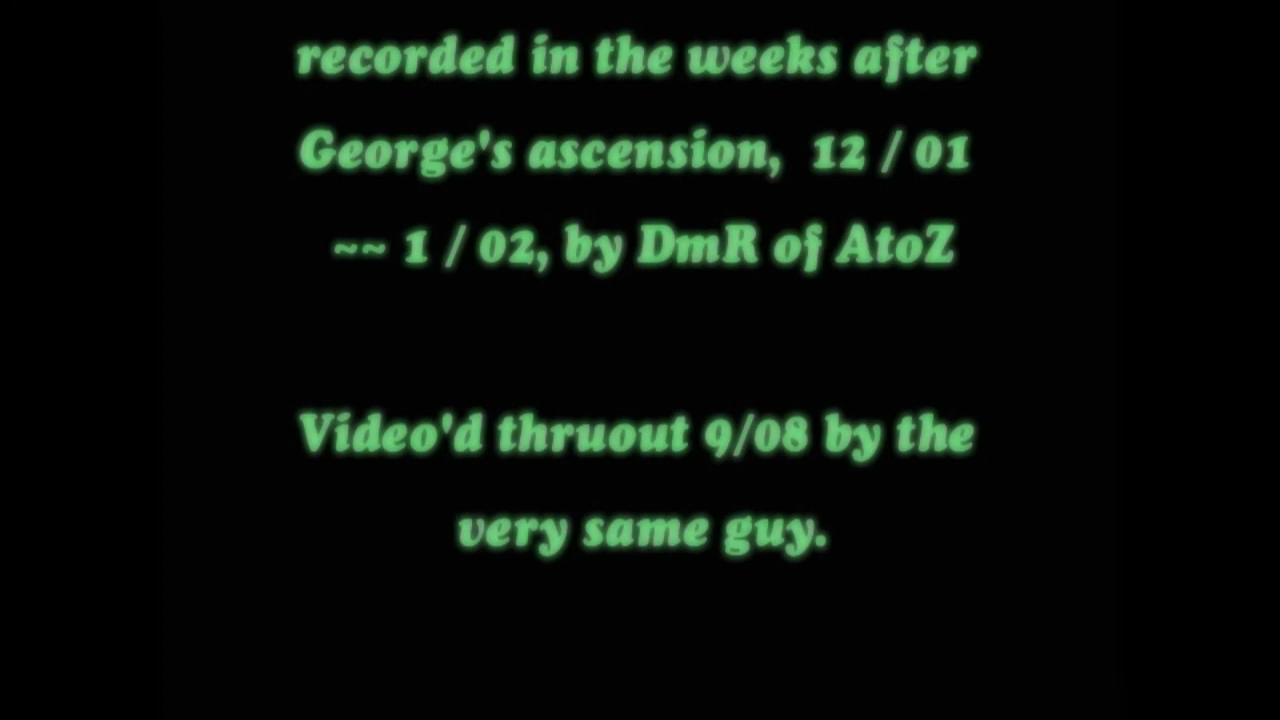 recorded in the weeks after
George's ascension, 12 / 01
~~ 1 / 02, by DmR of AtoZ
Video'd thruout 9/08 by the
very same guy.